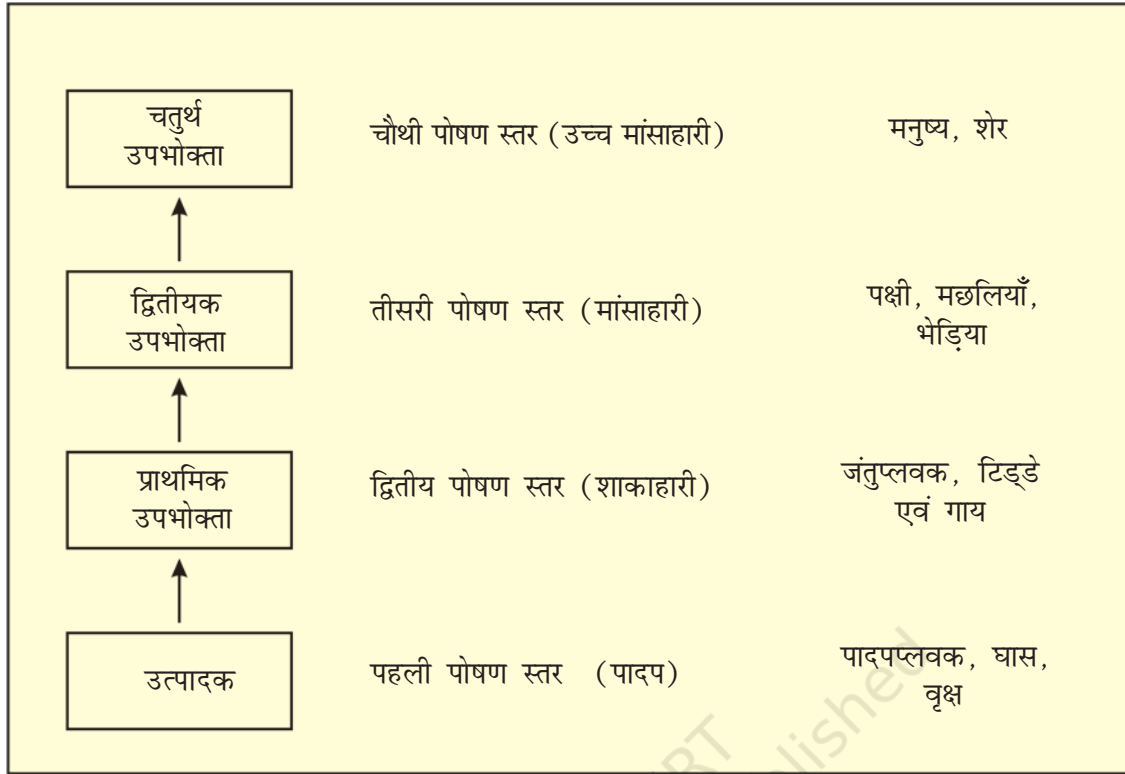 चतुर्थ
उपभोक्ता
चौथी पोषण स्तर (उच्च मांसाहारी)
मनुष्य, शेर
द्वितीयक
उपभोक्ता
तीसरी पोषण स्तर (मांसाहारी)
पक्षी, मछलियाँ,
भेड़िया
प्राथमिक
उपभोक्ता
द्वितीय पोषण स्तर (शाकाहारी)
जंतुप्लवक, टिड्डे
एवं गाय
उत्पादक
पहली पोषण स्तर (पादप)
पादपप्लवक, घास,
वृक्ष